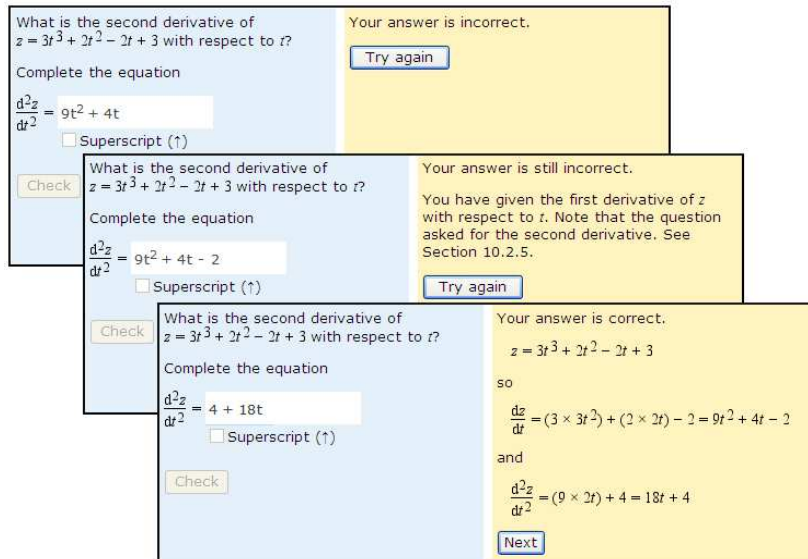 What is the second derivative of
z = 3t³ + 2t² − 2t + 3 with respect to t?
Complete the equation
d²z/dt² = 9t² + 4t
Superscript (↑)
Check
Your answer is incorrect.
Try again
What is the second derivative of
z = 3t³ + 2t² − 2t + 3 with respect to t?
Complete the equation
d²z/dt² = 9t² + 4t - 2
Superscript (↑)
Check
Your answer is still incorrect.
You have given the first derivative of z
with respect to t. Note that the question
asked for the second derivative. See
Section 10.2.5.
Try again
What is the second derivative of
z = 3t³ + 2t² − 2t + 3 with respect to t?
Complete the equation
d²z/dt² = 4 + 18t
Superscript (↑)
Check
Your answer is correct.
z = 3t³ + 2t² − 2t + 3
so
dz/dt = (3 × 3t²) + (2 × 2t) − 2 = 9t² + 4t − 2
and
d²z/dt² = (9 × 2t) + 4 = 18t + 4
Next